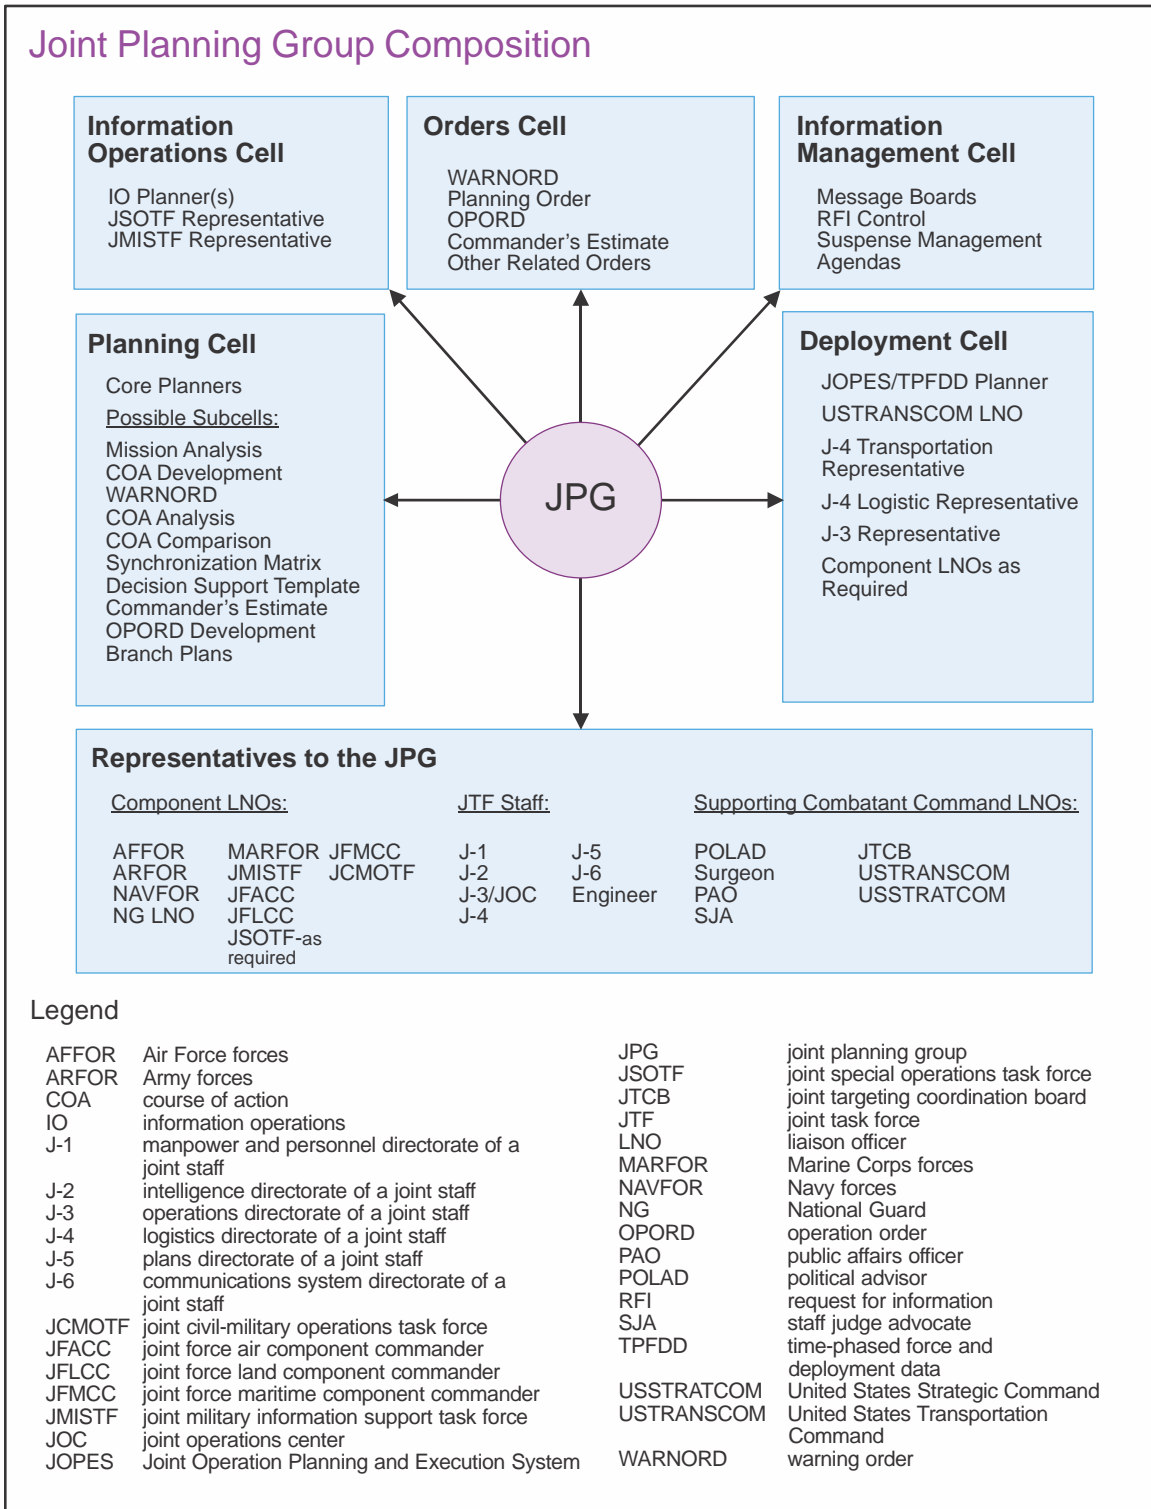 Joint Planning Group Composition
Information
Operations Cell
IO Planner(s)
JSOTF Representative
JMISTF Representative
Orders Cell
WARNORD
Planning Order
OPORD
Commander's Estimate
Other Related Orders
Information
Management Cell
Message Boards
RFI Control
Suspense Management
Agendas
Planning Cell
Core Planners
Possible Subcells:
Mission Analysis
COA Development
WARNORD
COA Analysis
COA Comparison
Synchronization Matrix
Decision Support Template
Commander's Estimate
OPORD Development
Branch Plans
JPG
Deployment Cell
JOPES/TPFDD Planner
USTRANSCOM LNO
J-4 Transportation
Representative
J-4 Logistic Representative
J-3 Representative
Component LNOs as
Required
Representatives to the JPG
Component LNOs:
AFFOR
ARFOR
NAVFOR
NG LNO
MARFOR
JMISTF
JFACC
JFLCC
JSOTF-as
required
JFMCC
JCMOTF
JTF Staff:
J-1
J-2
J-3/JOC
J-4
J-5
J-6
Engineer
Supporting Combatant Command LNOs:
POLAD
Surgeon
PAO
SJA
JTCB
USTRANSCOM
USSTRATCOM
Legend
AFFOR Air Force forces
ARFOR Army forces
COA course of action
IO information operations
J-1 manpower and personnel directorate of a
joint staff
J-2 intelligence directorate of a joint staff
J-3 operations directorate of a joint staff
J-4 logistics directorate of a joint staff
J-5 plans directorate of a joint staff
J-6 communications system directorate of a
joint staff
JCMOTF joint civil-military operations task force
JFACC joint force air component commander
JFLCC joint force land component commander
JFMCC joint force maritime component commander
JMISTF joint military information support task force
JOC joint operations center
JOPES Joint Operation Planning and Execution System
JPG joint planning group
JSOTF joint special operations task force
JTCB joint targeting coordination board
JTF joint task force
LNO liaison officer
MARFOR Marine Corps forces
NAVFOR Navy forces
NG National Guard
OPORD operation order
PAO public affairs officer
POLAD political advisor
RFI request for information
SJA staff judge advocate
TPFDD time-phased force and
deployment data
USSTRATCOM United States Strategic Command
USTRANSCOM United States Transportation
Command
WARNORD warning order